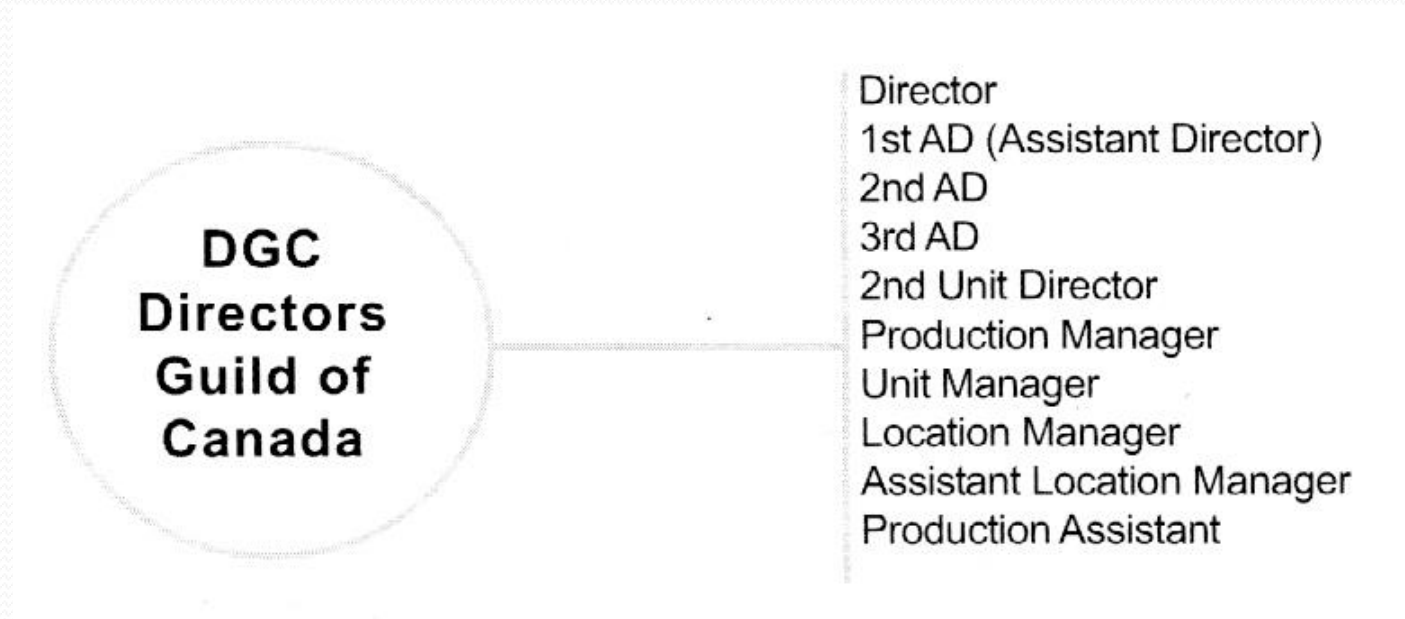 DGC
Directors
Guild of
Canada
Director
1st AD (Assistant Director)
2nd AD
3rd AD
2nd Unit Director
Production Manager
Unit Manager
Location Manager
Assistant Location Manager
Production Assistant